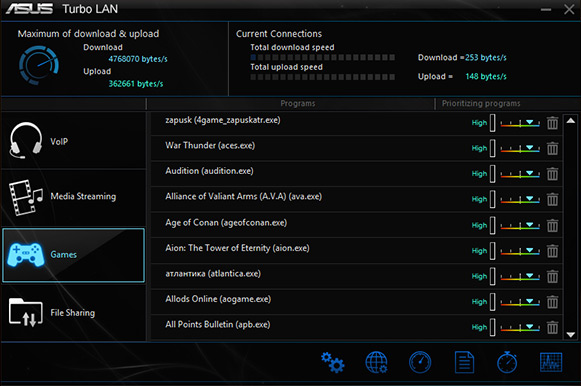 ASUS Turbo LAN
Maximum of download & upload
Download
4768070 bytes/s
Upload
362661 bytes/s
Current Connections
Total download speed
Download =253 bytes/s
Total upload speed
Upload = 148 bytes/s
Programs Prioritizing programs
VoIP
Media Streaming
Games
File Sharing
zapusk (4game_zapuskatr.exe) High
War Thunder (aces.exe) High
Audition (audition.exe) High
Alliance of Valiant Arms (A.V.A) (ava.exe) High
Age of Conan (ageofconan.exe) High
Aion: The Tower of Eternity (aion.exe) High
атлантика (atlantica.exe) High
Allods Online (aogame.exe) High
All Points Bulletin (apb.exe) High